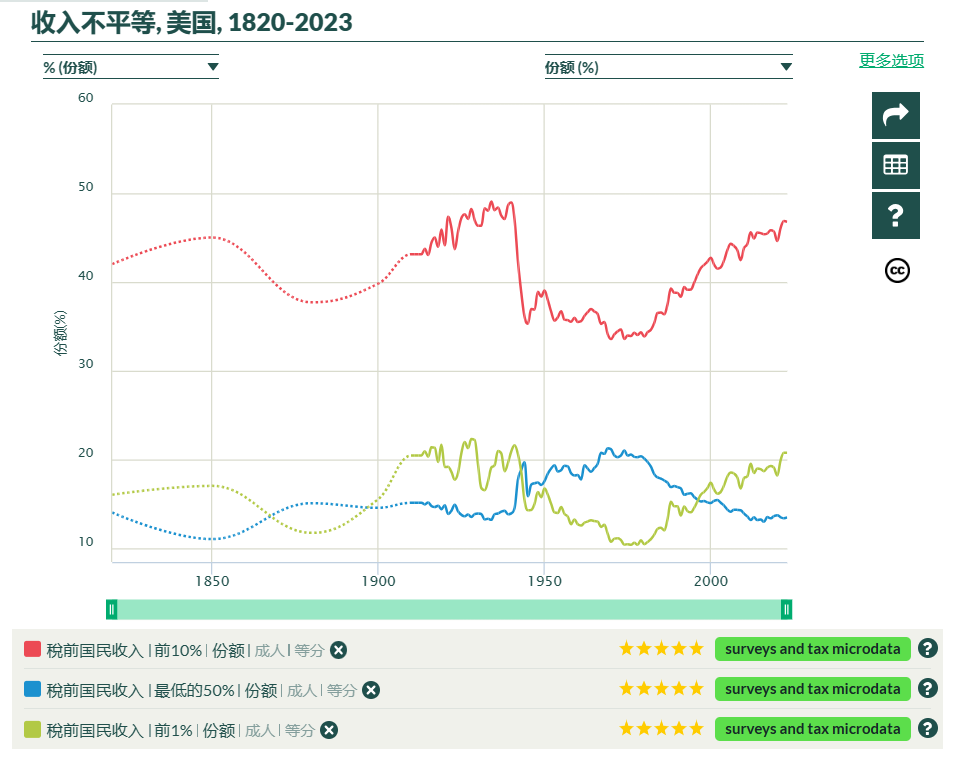 收入不平等, 美国, 1820-2023
% (份额)
份额 (%)
更多选项
60
50
40
30
20
10
份额(%)
1850 1900 1950 2000
?
cc
税前国民收入 | 前10% | 份额 | 成人 | 等分 surveys and tax microdata ?
税前国民收入 | 最低的50% | 份额 | 成人 | 等分 surveys and tax microdata ?
税前国民收入 | 前1% | 份额 | 成人 | 等分 surveys and tax microdata ?